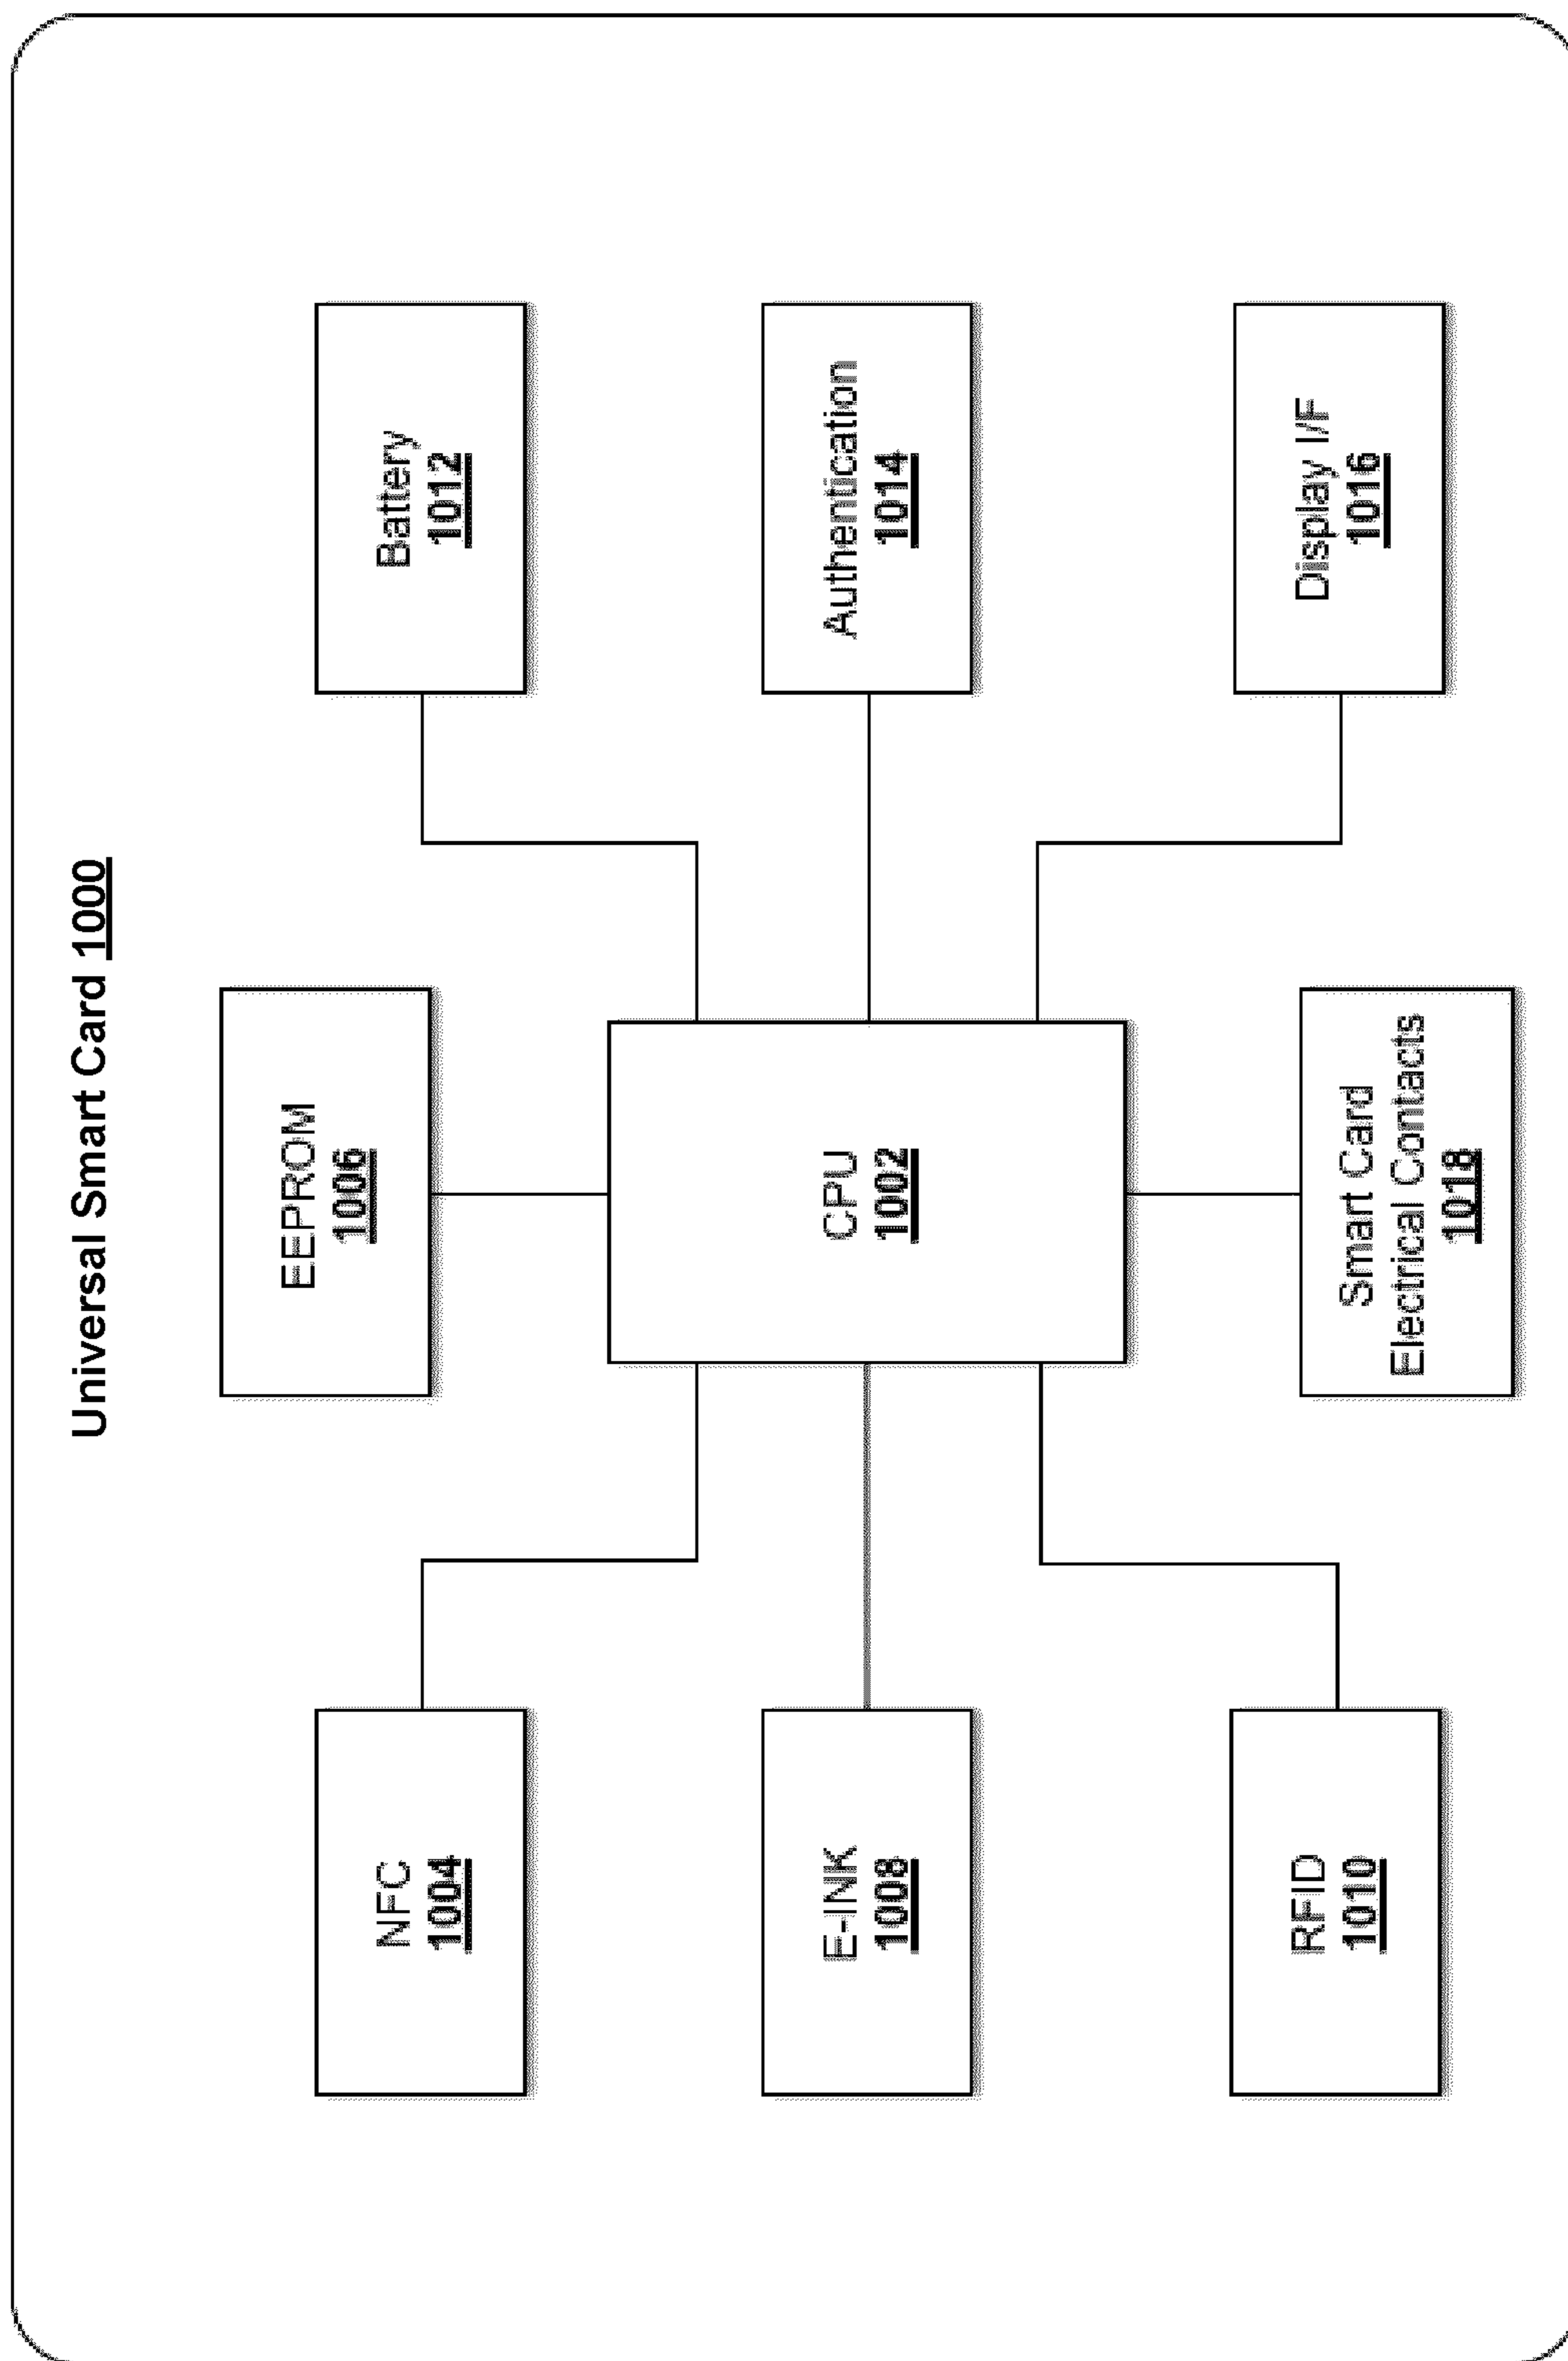 Universal Smart Card 1000
EEPROM
1006
NFC
1004
Battery
1012
E-INK
1008
CPU
1002
Authentication
1014
RFID
1010
Display I/F
1016
Smart Card
Electrical Contacts
1018